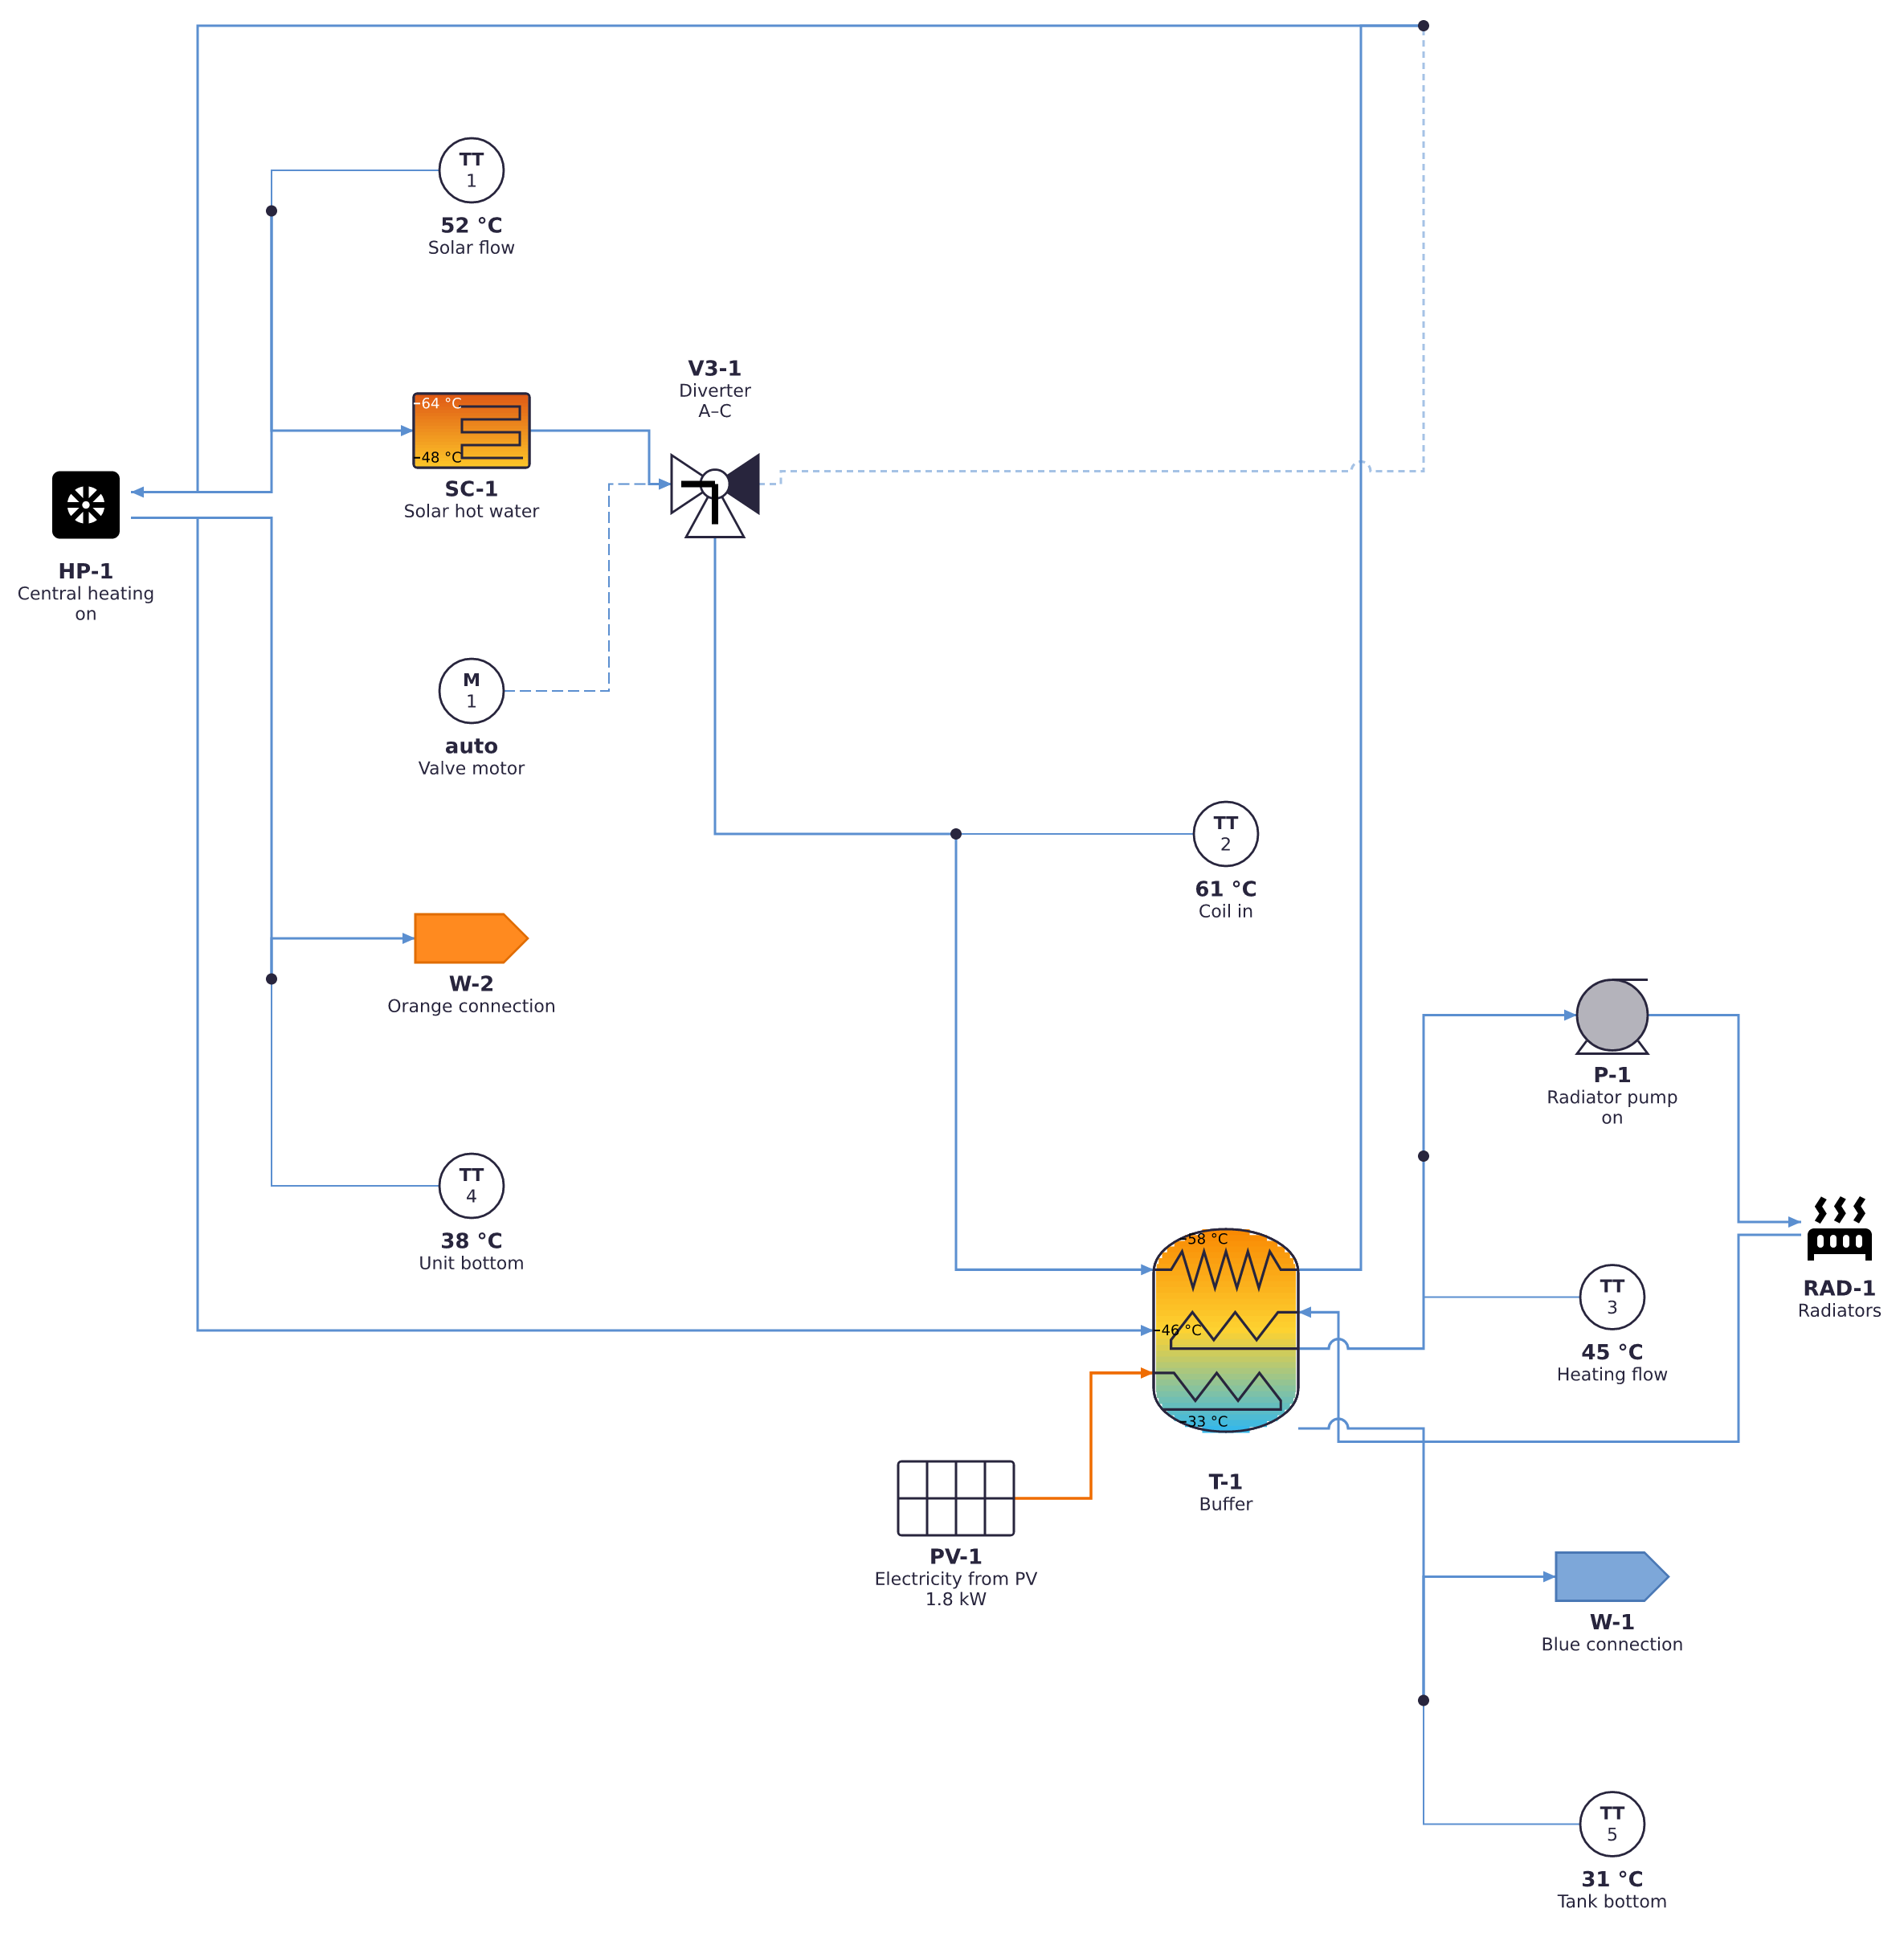 TT
1
52 °C
Solar flow
V3-1
Diverter
A–C
64 °C
48 °C
SC-1
Solar hot water
HP-1
Central heating
on
M
1
auto
Valve motor
TT
2
61 °C
Coil in
W-2
Orange connection
P-1
Radiator pump
on
TT
4
38 °C
Unit bottom
58 °C
46 °C
33 °C
T-1
Buffer
RAD-1
Radiators
TT
3
45 °C
Heating flow
PV-1
Electricity from PV
1.8 kW
W-1
Blue connection
TT
5
31 °C
Tank bottom